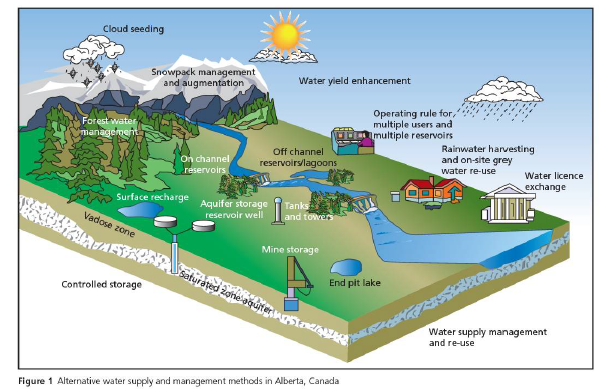 Cloud seeding
Snowpack management
and augmentation
Water yield enhancement
Forest water
management
Operating rule for
multiple users and
multiple reservoirs
On channel
reservoirs
Off channel
reservoirs/lagoons
Rainwater harvesting
and on-site grey
water re-use
Water licence
exchange
Surface recharge
Aquifer storage
reservoir well
Tanks
and towers
Vadose zone
Mine storage
Controlled storage
Saturated zone-aquifer
End pit lake
Water supply management
and re-use
Figure 1 Alternative water supply and management methods in Alberta, Canada